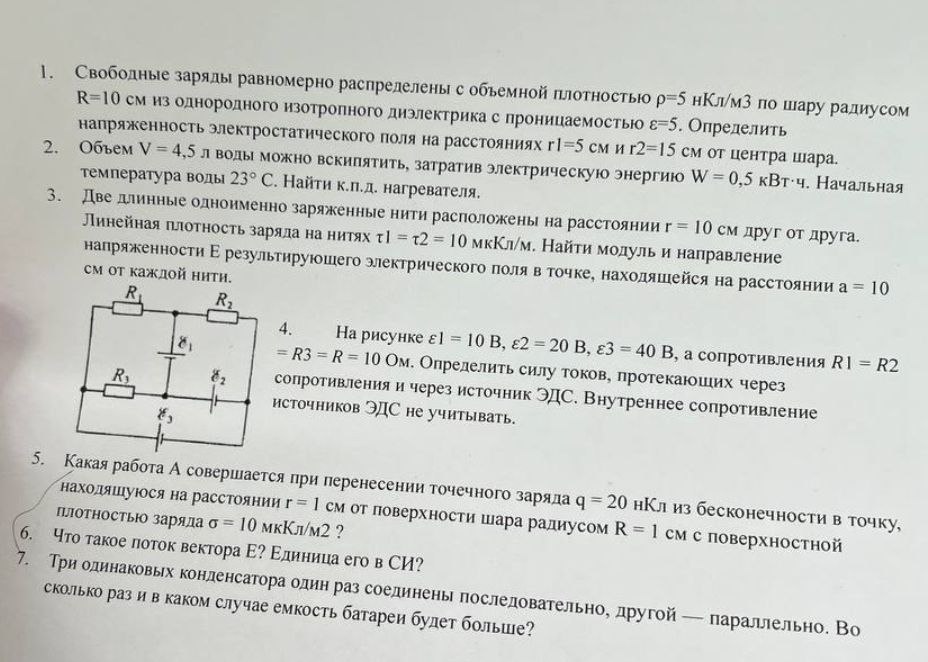 1. Свободные заряды равномерно распределены с объемной плотностью ρ=5 нКл/м3 по шару радиусом
R=10 см из однородного изотропного диэлектрика с проницаемостью ε=5. Определить
напряженность электростатического поля на расстояниях r1=5 см и r2=15 см от центра шара.
2. Объем V = 4,5 л воды можно вскипятить, затратив электрическую энергию W = 0,5 кВт·ч. Начальная
температура воды 23° С. Найти к.п.д. нагревателя.
3. Две длинные одноименно заряженные нити расположены на расстоянии r = 10 см друг от друга.
Линейная плотность заряда на нитях τ1 = τ2 = 10 мкКл/м. Найти модуль и направление
напряженности Е результирующего электрического поля в точке, находящейся на расстоянии а = 10
см от каждой нити.
R₁
R₂
ℰ₁
R₃
ℰ₂
ℰ₃
4. На рисунке ε1 = 10 В, ε2 = 20 В, ε3 = 40 В, а сопротивления R1 = R2
= R3 = R = 10 Ом. Определить силу токов, протекающих через
сопротивления и через источник ЭДС. Внутреннее сопротивление
источников ЭДС не учитывать.
5. Какая работа А совершается при перенесении точечного заряда q = 20 нКл из бесконечности в точку,
находящуюся на расстоянии r = 1 см от поверхности шара радиусом R = 1 см с поверхностной
плотностью заряда σ = 10 мкКл/м2 ?
6. Что такое поток вектора Е? Единица его в СИ?
7. Три одинаковых конденсатора один раз соединены последовательно, другой — параллельно. Во
сколько раз и в каком случае емкость батареи будет больше?